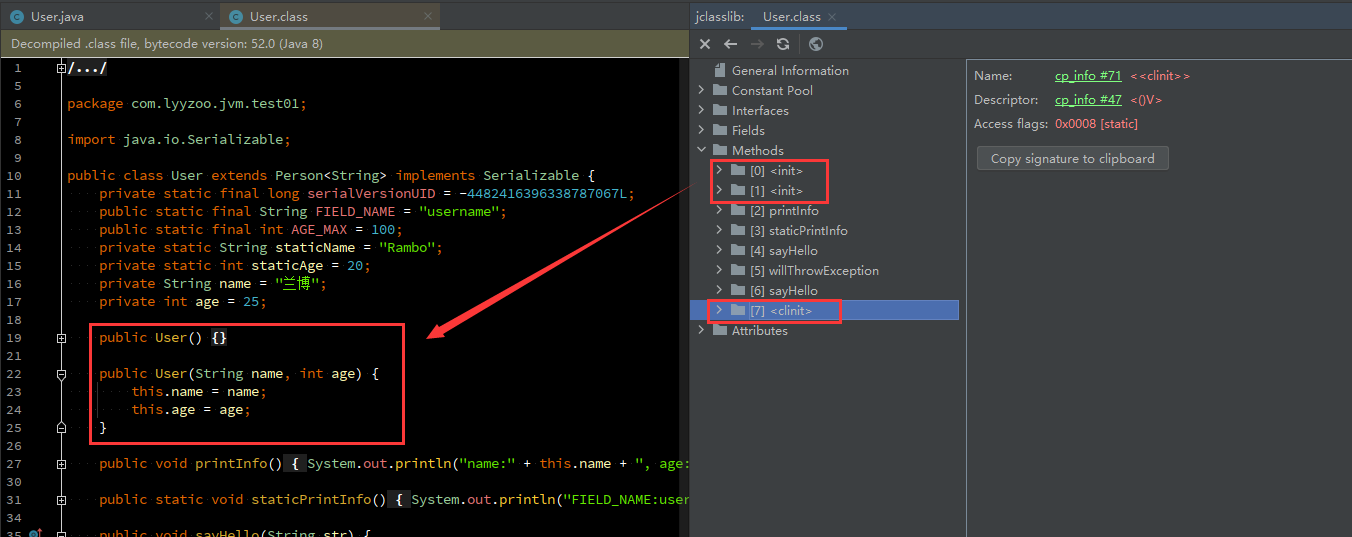 User.java
User.class
Decompiled .class file, bytecode version: 52.0 (Java 8)
1 /.../
5
6 package com.lyyzoo.jvm.test01;
7
8 import java.io.Serializable;
9
10 public class User extends Person<String> implements Serializable {
11 private static final long serialVersionUID = -4482416396338787067L;
12 public static final String FIELD_NAME = "username";
13 public static final int AGE_MAX = 100;
14 private static String staticName = "Rambo";
15 private static int staticAge = 20;
16 private String name = "兰博";
17 private int age = 25;
18
19 public User() {}
21
22 public User(String name, int age) {
23 this.name = name;
24 this.age = age;
25 }
26
27 public void printInfo() { System.out.println("name:" + this.name + ", age:
30
31 public static void staticPrintInfo() { System.out.println("FIELD_NAME:user
34
35 public void sayHello(String str) {
jclasslib: User.class
General Information
Constant Pool
Interfaces
Fields
Methods
[0] <init>
[1] <init>
[2] printInfo
[3] staticPrintInfo
[4] sayHello
[5] willThrowException
[6] sayHello
[7] <clinit>
Attributes
Name: cp_info #71 <<clinit>>
Descriptor: cp_info #47 <()V>
Access flags: 0x0008 [static]
Copy signature to clipboard